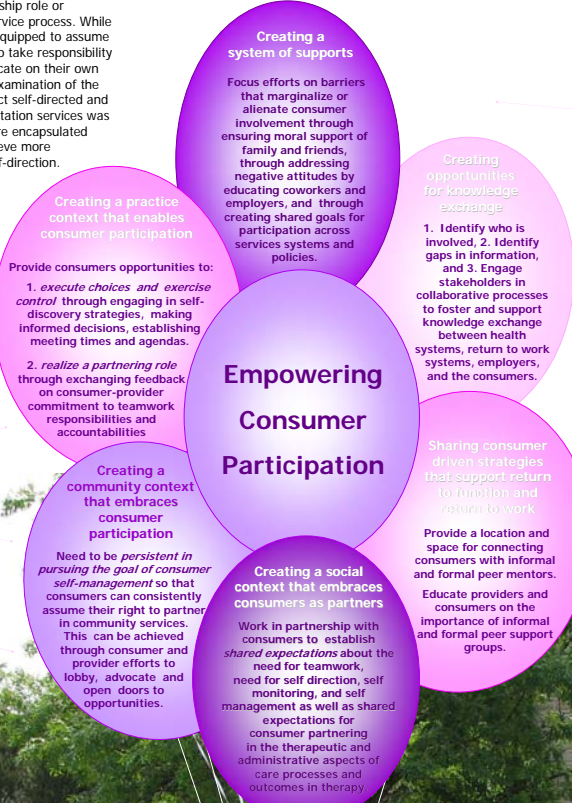 ship role or
rvice process. While
quipped to assume
o take responsibility
cate on their own
xamination of the
ct self-directed and
tation services was
re encapsulated
eve more
f-direction.
Creating a
system of supports
Focus efforts on barriers
that marginalize or
alienate consumer
involvement through
ensuring moral support of
family and friends,
through addressing
negative attitudes by
educating coworkers and
employers, and through
creating shared goals for
participation across
services systems and
policies.
Creating
opportunities
for knowledge
exchange
1. Identify who is
involved, 2. Identify
gaps in information,
and 3. Engage
stakeholders in
collaborative processes
to foster and support
knowledge exchange
between health
systems, return to work
systems, employers,
and the consumers.
Creating a practice
context that enables
consumer participation
Provide consumers opportunities to:
1. execute choices and exercise
control through engaging in self-
discovery strategies, making
informed decisions, establishing
meeting times and agendas.
2. realize a partnering role
through exchanging feedback
on consumer-provider
commitment to teamwork
responsibilities and
accountabilities
Empowering
Consumer
Participation
Sharing consumer
driven strategies
that support return
to function and
return to work
Provide a location and
space for connecting
consumers with informal
and formal peer mentors.
Educate providers and
consumers on the
importance of informal
and formal peer support
groups.
Creating a
community context
that embraces
consumer
participation
Need to be persistent in
pursuing the goal of consumer
self-management so that
consumers can consistently
assume their right to partner
in community services.
This can be achieved
through consumer and
provider efforts to
lobby, advocate and
open doors to
opportunities.
Creating a social
context that embraces
consumers as partners
Work in partnership with
consumers to establish
shared expectations about the
need for teamwork,
need for self direction, self
monitoring, and self
management as well as shared
expectations for
consumer partnering
in the therapeutic and
administrative aspects of
care processes and
outcomes in therapy.